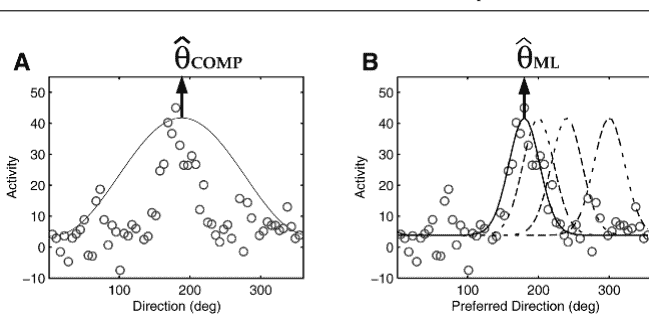 A θ̂COMP B θ̂ML
50 50
40 40
30 30
20 20
10 10
0 0
−10 −10
Activity Activity
100 200 300 100 200 300
Direction (deg) Preferred Direction (deg)